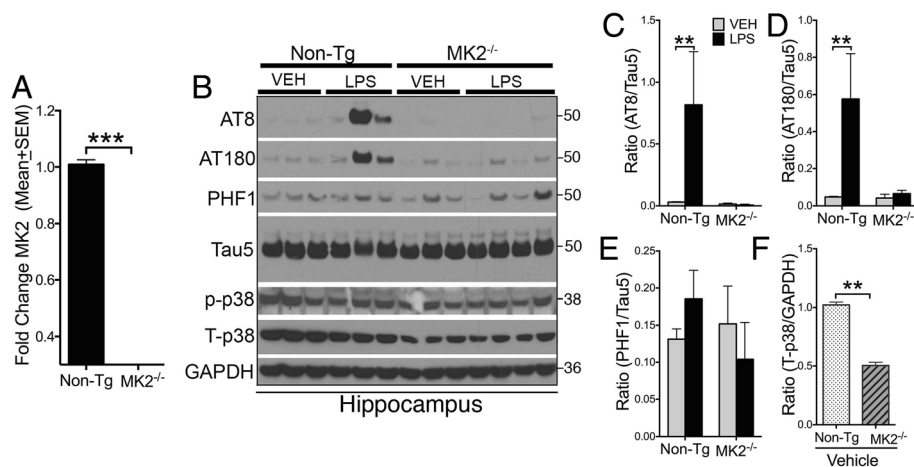 A
Fold Change MK2 (Mean±SEM)
1.0
0.8
0.6
0.4
***
Non-Tg
MK2-/-
B
Non-Tg
MK2-/-
VEH
LPS
VEH
LPS
AT8
50
AT180
50
PHF1
50
Tau5
50
p-p38
38
T-p38
38
GAPDH
36
Hippocampus
C
Ratio (AT8/Tau5)
1.5
1.0
0.5
0.0
**
VEH
LPS
Non-Tg
MK2-/-
D
Ratio (AT180/Tau5)
1.0
0.8
0.6
0.4
0.2
0.0
**
Non-Tg
MK2-/-
E
Ratio (PHF1/Tau5)
0.25
0.20
0.15
0.10
0.05
0.00
Non-Tg
MK2-/-
F
Ratio (T-p38/GAPDH)
1.5
1.0
0.5
0.0
**
Non-Tg
MK2-/-
Vehicle